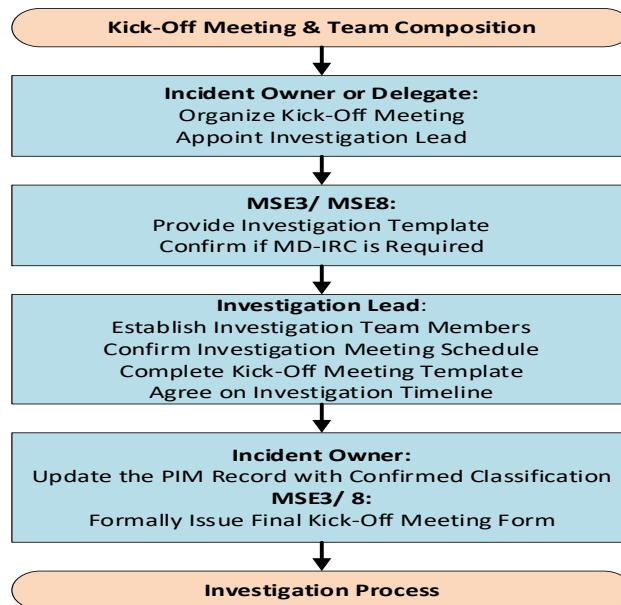 Kick-Off Meeting & Team Composition
Incident Owner or Delegate:
Organize Kick-Off Meeting
Appoint Investigation Lead
MSE3/ MSE8:
Provide Investigation Template
Confirm if MD-IRC is Required
Investigation Lead:
Establish Investigation Team Members
Confirm Investigation Meeting Schedule
Complete Kick-Off Meeting Template
Agree on Investigation Timeline
Incident Owner:
Update the PIM Record with Confirmed Classification
MSE3/ 8:
Formally Issue Final Kick-Off Meeting Form
Investigation Process